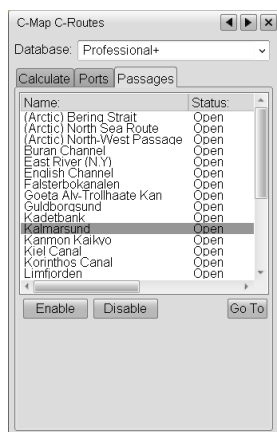 C-Map C-Routes
Database: Professional+
Calculate Ports Passages
Name: Status:
(Arctic) Bering Strait Open
(Arctic) North Sea Route Open
(Arctic) North-West Passage Open
Buran Channel Open
East River (N.Y) Open
English Channel Open
Falsterbokanalen Open
Goeta Alv-Trollhaate Kan Open
Guldborgsund Open
Kadetbank Open
Kalmarsund Open
Kanmon Kaikyo Open
Kiel Canal Open
Korinthos Canal Open
Limfjorden Open
Enable Disable Go To